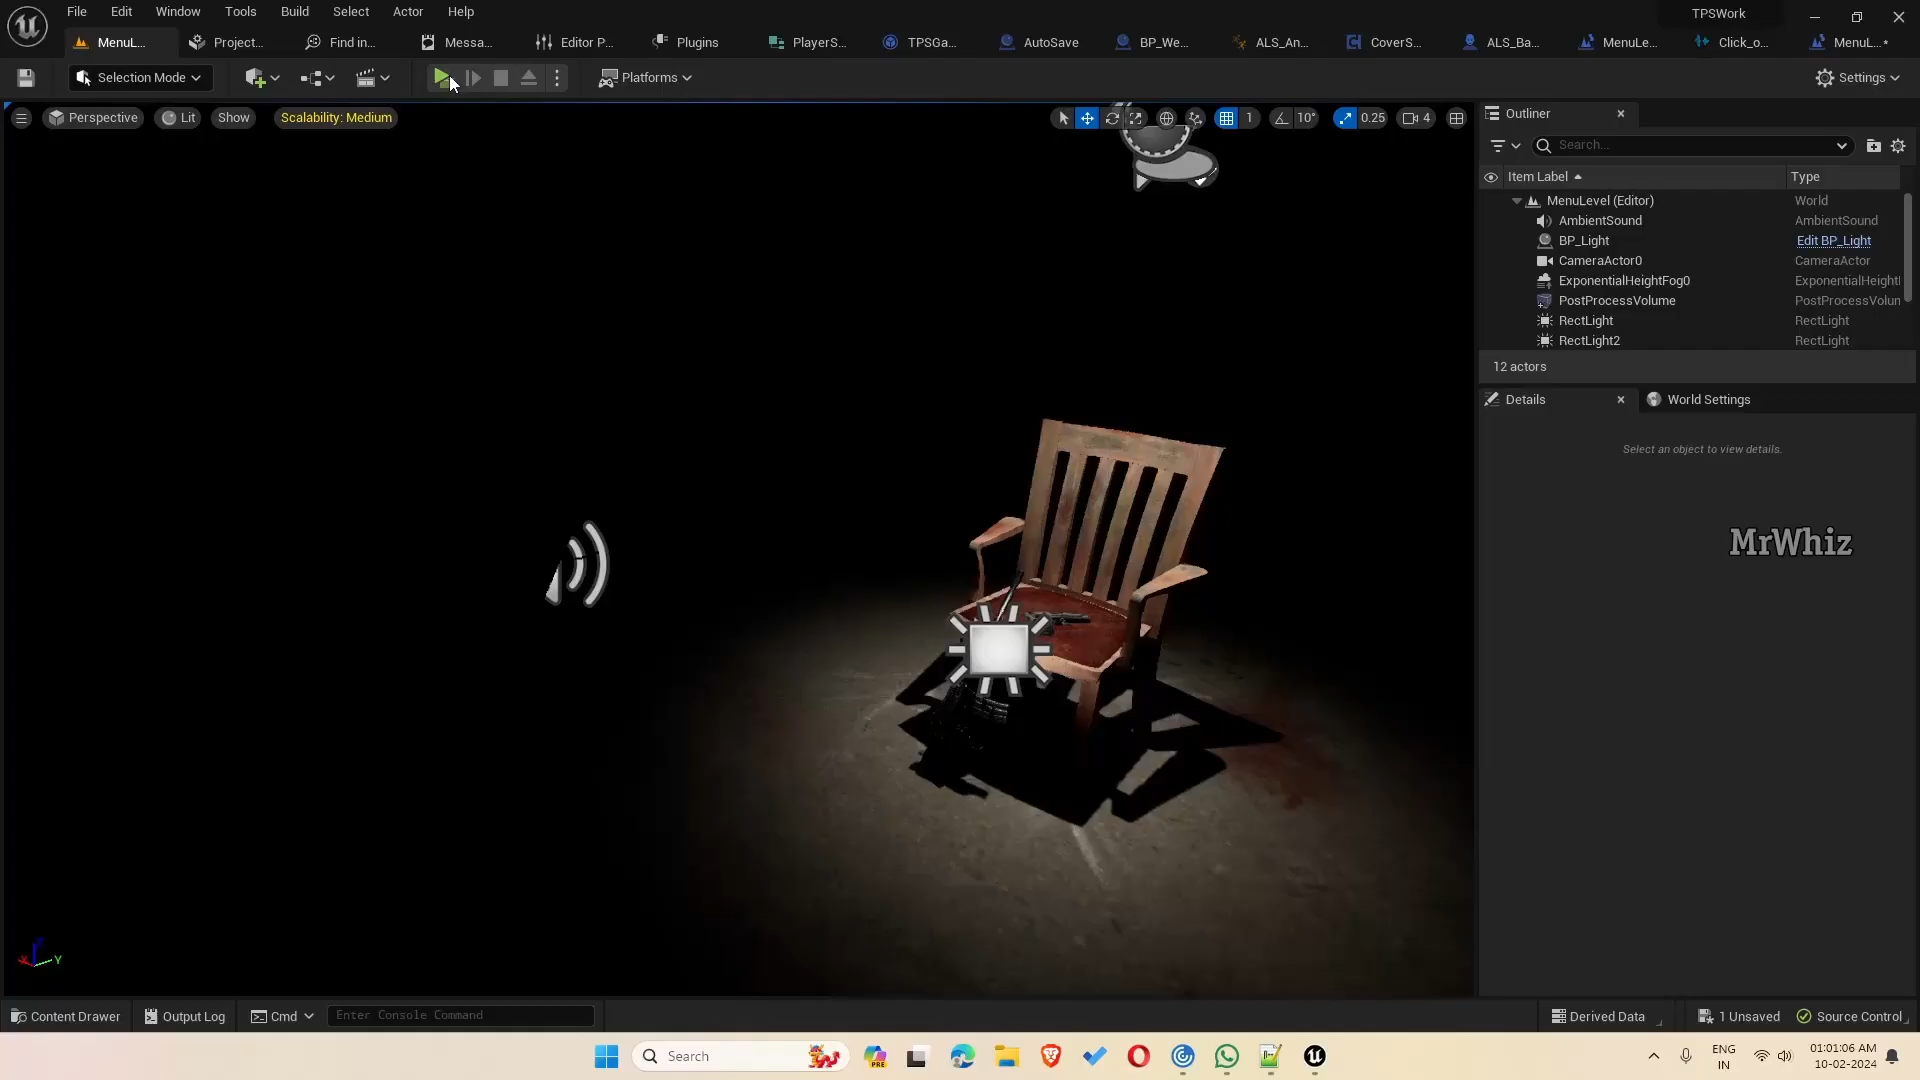 File Edit Window Tools Build Select Actor Help
TPSWork
MenuL... Project... Find in... Messa... Editor P... Plugins PlayerS... TPSGa... AutoSave BP_We... ALS_An... CoverS... ALS_Ba... MenuLe... Click_o... MenuL...*
Selection Mode Platforms Settings
Perspective Lit Show Scalability: Medium 1 10° 0.25 4
Outliner
Search...
Item Label Type
MenuLevel (Editor) World
AmbientSound AmbientSound
BP_Light Edit BP_Light
CameraActor0 CameraActor
ExponentialHeightFog0 ExponentialHeightI
PostProcessVolume PostProcessVolun
RectLight RectLight
RectLight2 RectLight
12 actors
Details World Settings
Select an object to view details.
MrWhiz
X Y
Content Drawer Output Log Cmd Enter Console Command Derived Data 1 Unsaved Source Control
Search PRE ENG IN 01:01:06 AM 10-02-2024